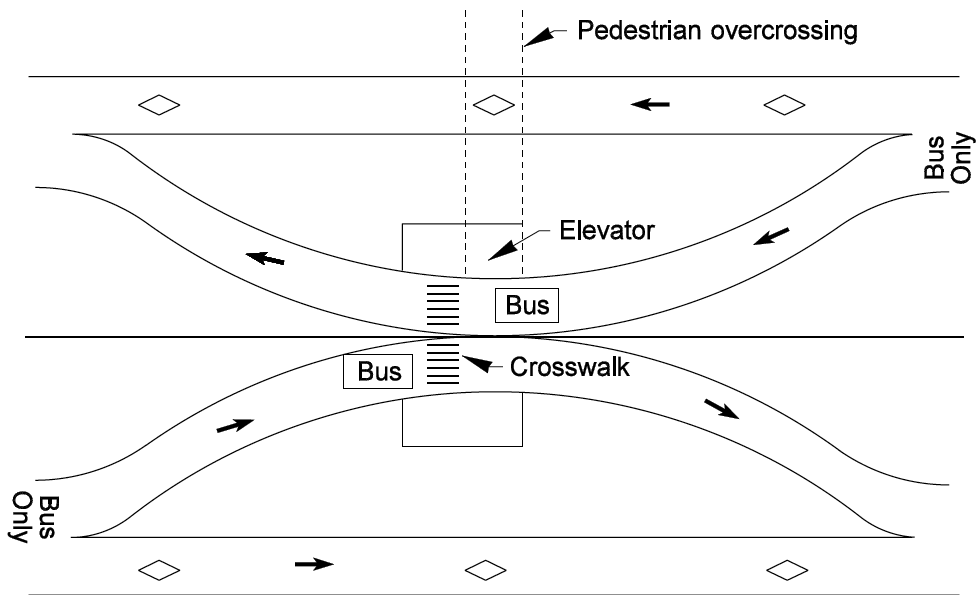 Pedestrian overcrossing
Bus
Only
Elevator
Bus
Bus
Crosswalk
Bus
Only